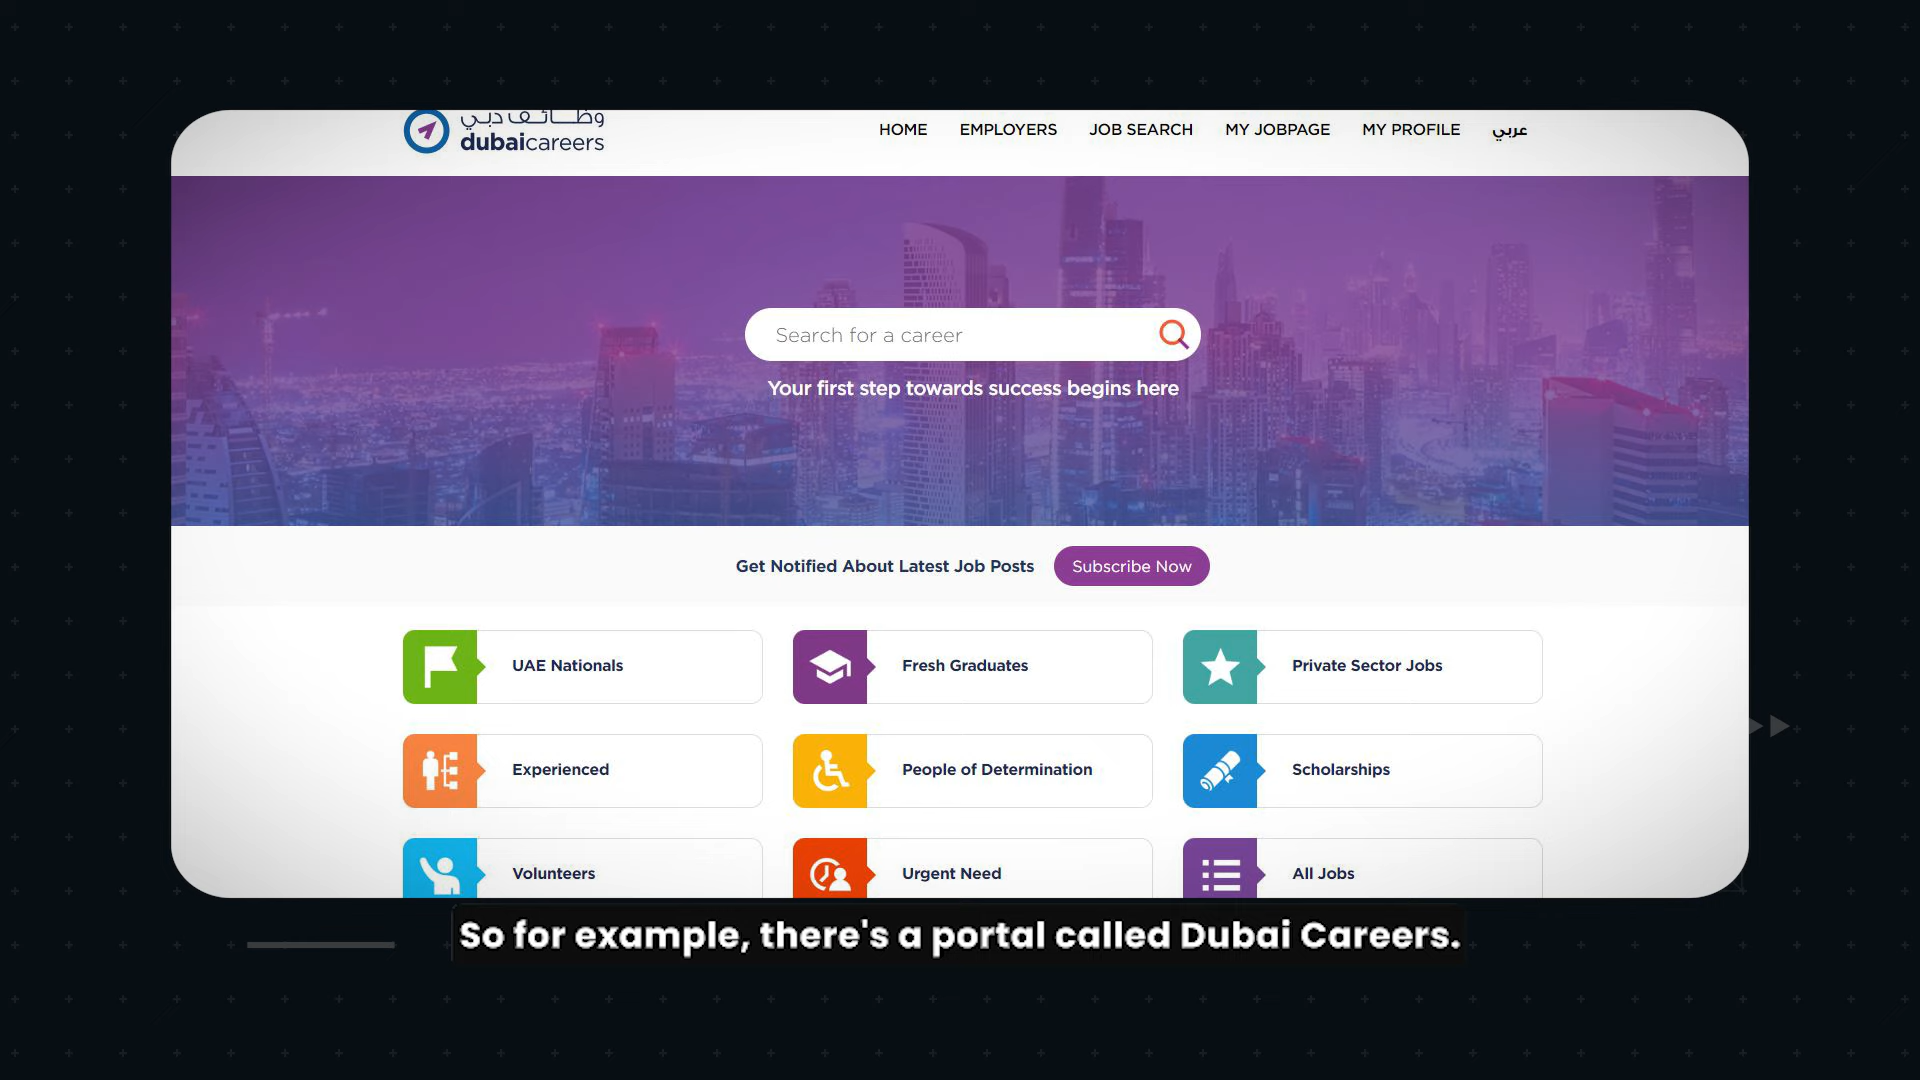 وظائف دبي
dubaicareers
HOME EMPLOYERS JOB SEARCH MY JOBPAGE MY PROFILE عربي
Search for a career
Your first step towards success begins here
Get Notified About Latest Job Posts Subscribe Now
UAE Nationals Fresh Graduates Private Sector Jobs
Experienced People of Determination Scholarships
Volunteers Urgent Need All Jobs
So for example, there's a portal called Dubai Careers.